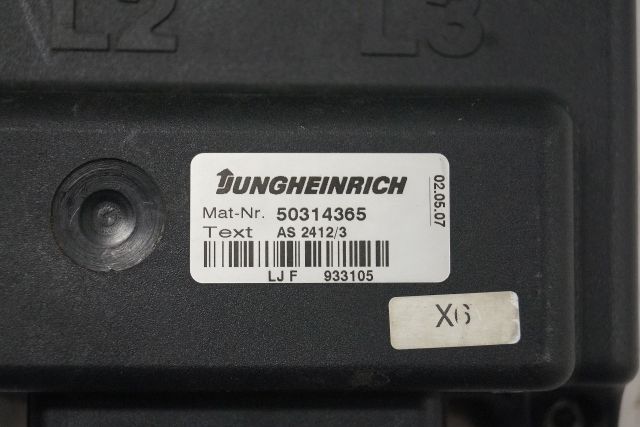 L2 L3
JUNGHEINRICH
Mat-Nr. 50314365
Text AS 2412/3
LJ F 933105
02.05.07
X6